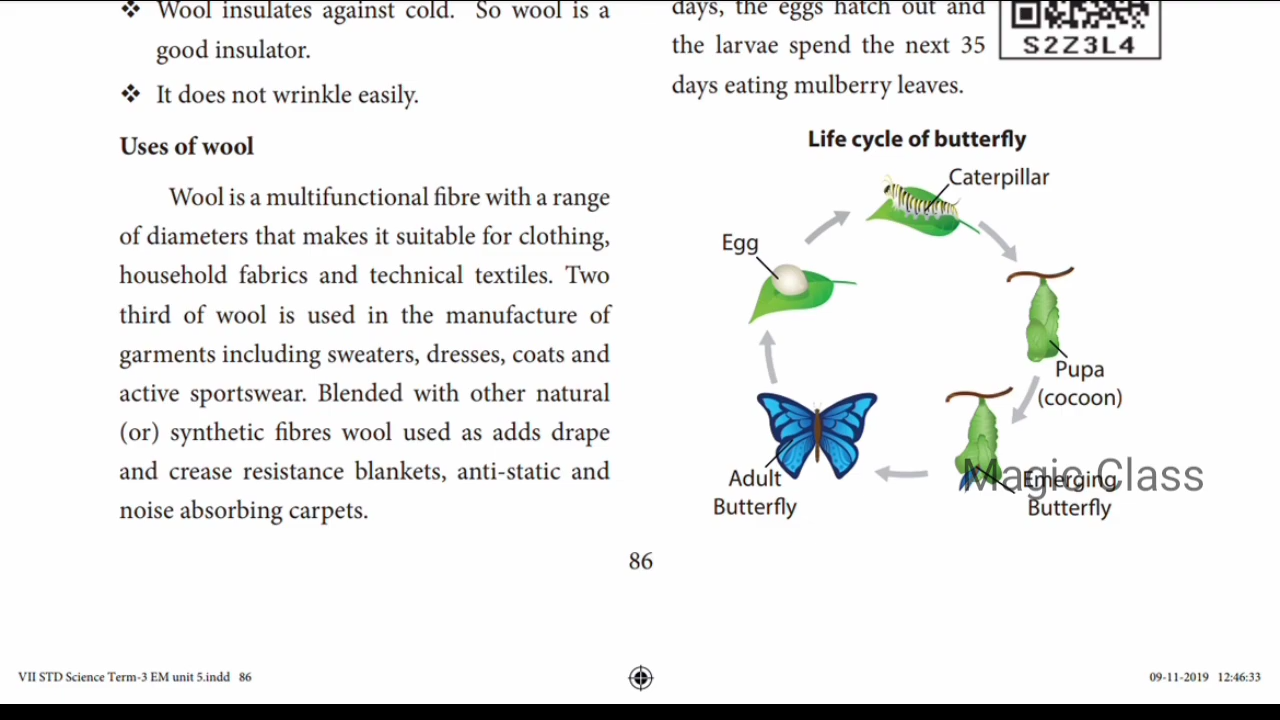 ❖ Wool insulates against cold. So wool is a
good insulator.
❖ It does not wrinkle easily.
Uses of wool
Wool is a multifunctional fibre with a range
of diameters that makes it suitable for clothing,
household fabrics and technical textiles. Two
third of wool is used in the manufacture of
garments including sweaters, dresses, coats and
active sportswear. Blended with other natural
(or) synthetic fibres wool used as adds drape
and crease resistance blankets, anti-static and
noise absorbing carpets.
days, the eggs hatch out and
the larvae spend the next 35
days eating mulberry leaves.
S2Z3L4
Life cycle of butterfly
Caterpillar
Egg
Pupa
(cocoon)
Emerging
Butterfly
Adult
Butterfly
Magic Class
86
VII STD Science Term-3 EM unit 5.indd 86
09-11-2019 12:46:33